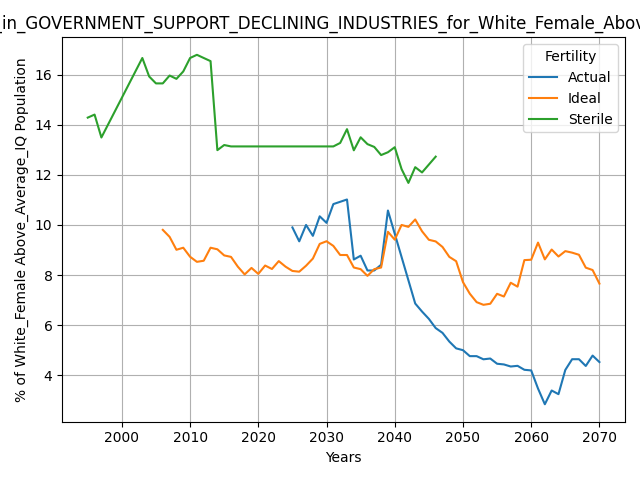 _in_GOVERNMENT_SUPPORT_DECLINING_INDUSTRIES_for_White_Female_Abov
% of White_Female Above_Average_IQ Population
16
14
12
10
8
6
4
Fertility
Actual
Ideal
Sterile
2000 2010 2020 2030 2040 2050 2060 2070
Years